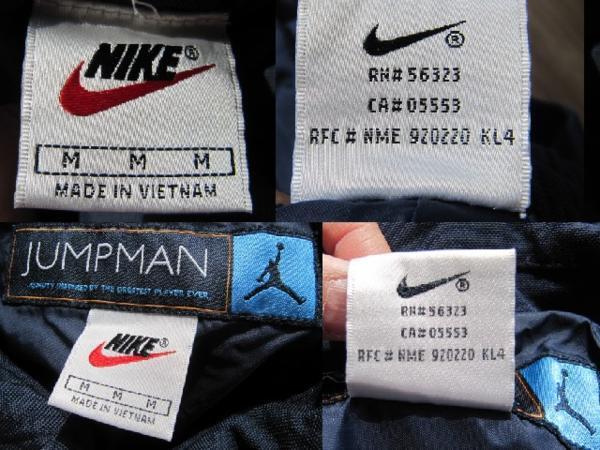 NIKE®
M M M
MADE IN VIETNAM
®
RN# 56323
CA# 05553
RFC # NME 920220 KL4
JUMPMAN
QUALITY INSPIRED BY THE GREATEST PLAYER EVER.
NIKE®
M M M
MADE IN VIETNAM
®
RN# 56323
CA# 05553
RFC # NME 920220 KL4